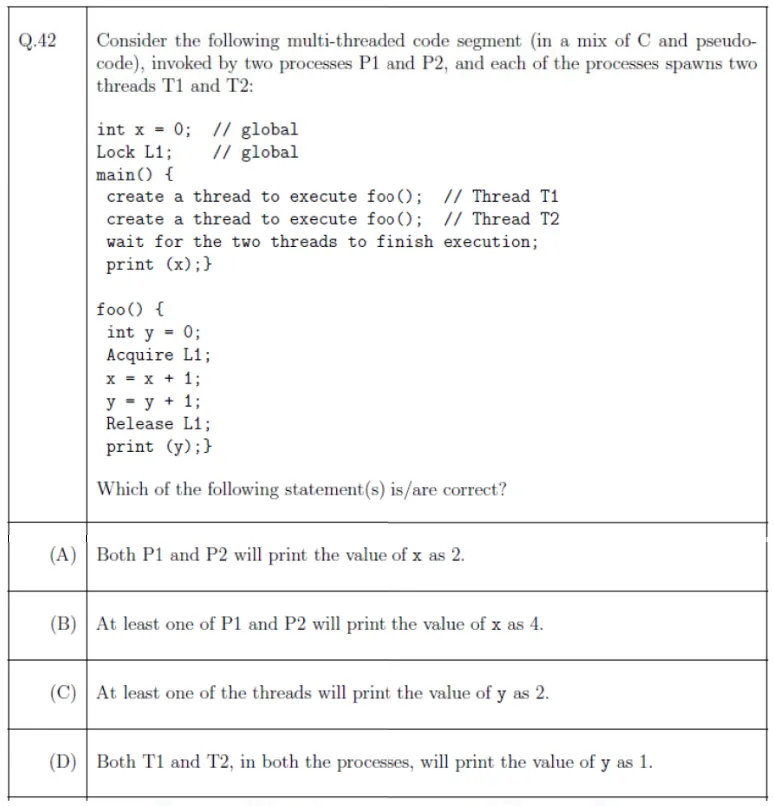 Q.42 Consider the following multi-threaded code segment (in a mix of C and pseudo-
code), invoked by two processes P1 and P2, and each of the processes spawns two
threads T1 and T2:
int x = 0; // global
Lock L1; // global
main() {
create a thread to execute foo(); // Thread T1
create a thread to execute foo(); // Thread T2
wait for the two threads to finish execution;
print (x);}
foo() {
int y = 0;
Acquire L1;
x = x + 1;
y = y + 1;
Release L1;
print (y);}
Which of the following statement(s) is/are correct?
(A) Both P1 and P2 will print the value of x as 2.
(B) At least one of P1 and P2 will print the value of x as 4.
(C) At least one of the threads will print the value of y as 2.
(D) Both T1 and T2, in both the processes, will print the value of y as 1.